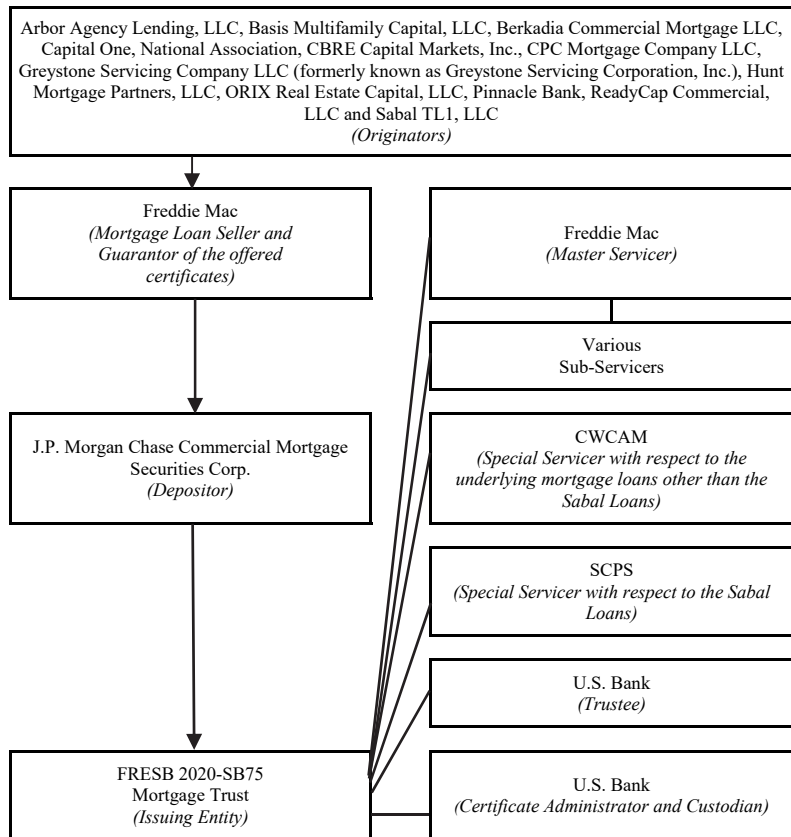 Arbor Agency Lending, LLC, Basis Multifamily Capital, LLC, Berkadia Commercial Mortgage LLC,
Capital One, National Association, CBRE Capital Markets, Inc., CPC Mortgage Company LLC,
Greystone Servicing Company LLC (formerly known as Greystone Servicing Corporation, Inc.), Hunt
Mortgage Partners, LLC, ORIX Real Estate Capital, LLC, Pinnacle Bank, ReadyCap Commercial,
LLC and Sabal TL1, LLC
(Originators)
Freddie Mac
(Mortgage Loan Seller and
Guarantor of the offered
certificates)
Freddie Mac
(Master Servicer)
Various
Sub-Servicers
J.P. Morgan Chase Commercial Mortgage
Securities Corp.
(Depositor)
CWCAM
(Special Servicer with respect to the
underlying mortgage loans other than the
Sabal Loans)
SCPS
(Special Servicer with respect to the Sabal
Loans)
U.S. Bank
(Trustee)
FRESB 2020-SB75
Mortgage Trust
(Issuing Entity)
U.S. Bank
(Certificate Administrator and Custodian)